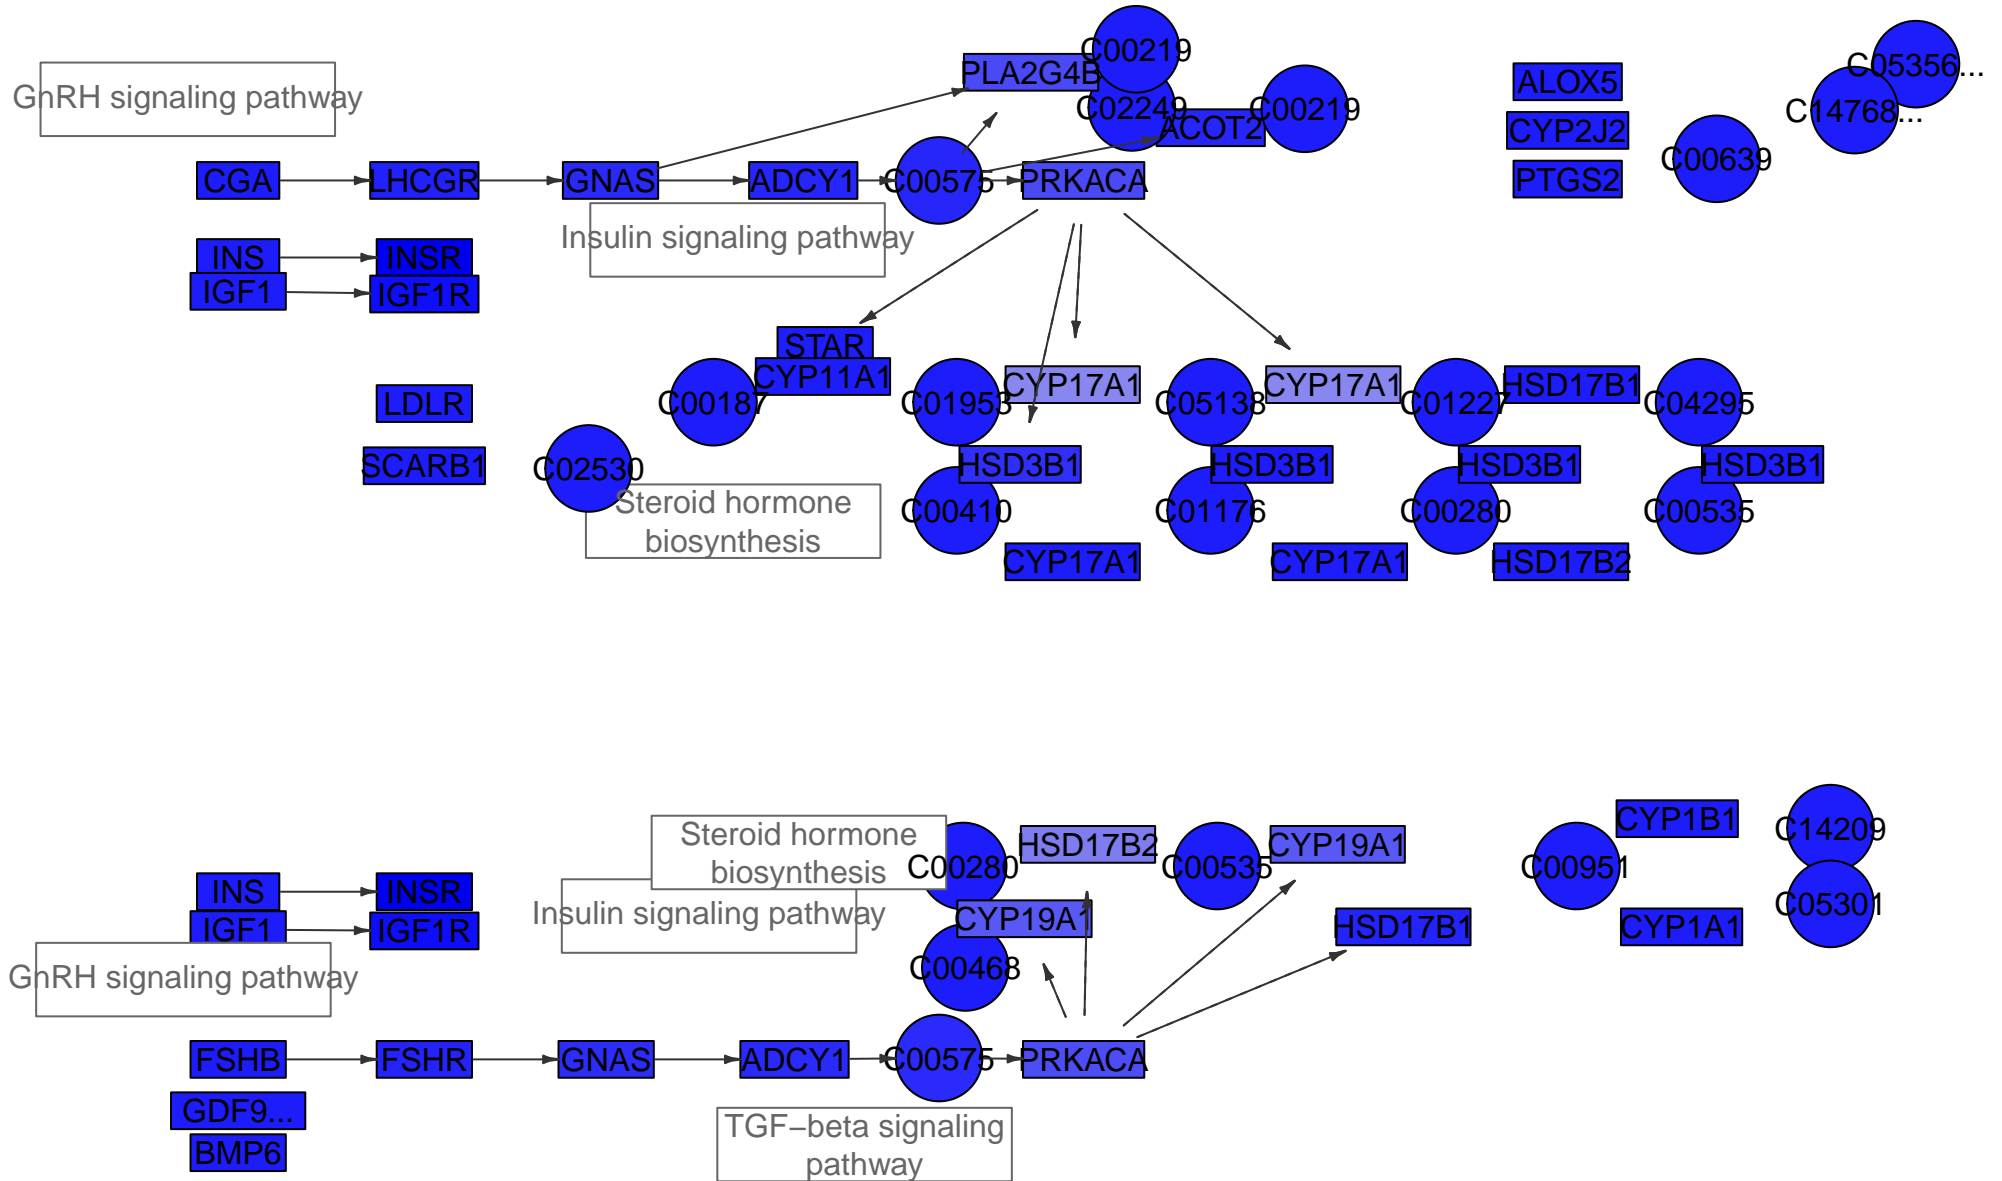 C00219
C05356...
PLA2G4B
ALOX5
GnRH signaling pathway
C02249
C00219
C14768...
ACOT2
CYP2J2
C00639
CGA
LHCGR
GNAS
ADCY1
C00575
PRKACA
PTGS2
Insulin signaling pathway
INS
INSR
IGF1
IGF1R
STAR
CYP11A1
CYP17A1
CYP17A1
HSD17B1
LDLR
C00187
C01953
C05138
C01227
C04295
SCARB1
C02530
HSD3B1
HSD3B1
HSD3B1
HSD3B1
Steroid hormone
biosynthesis
C00410
C01176
C00280
C00535
CYP17A1
CYP17A1
HSD17B2
Steroid hormone
biosynthesis
C00280
HSD17B2
C00535
CYP19A1
C00951
CYP1B1
C14209
INS
INSR
Insulin signaling pathway
CYP19A1
HSD17B1
CYP1A1
C05301
IGF1
IGF1R
GnRH signaling pathway
C00468
FSHB
FSHR
GNAS
ADCY1
C00575
PRKACA
GDF9...
BMP6
TGF−beta signaling
pathway